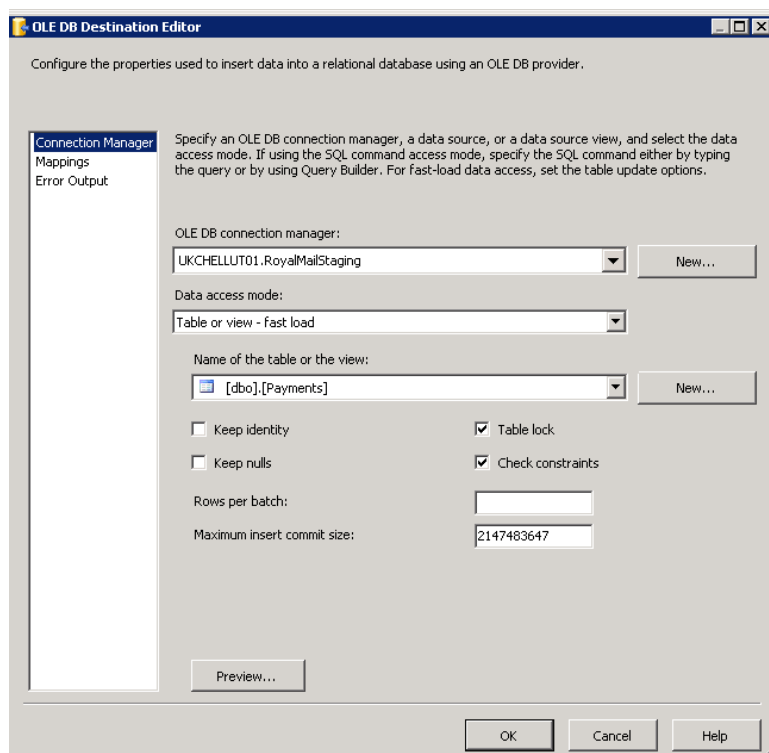 OLE DB Destination Editor
Configure the properties used to insert data into a relational database using an OLE DB provider.
Connection Manager
Mappings
Error Output
Specify an OLE DB connection manager, a data source, or a data source view, and select the data
access mode. If using the SQL command access mode, specify the SQL command either by typing
the query or by using Query Builder. For fast-load data access, set the table update options.
OLE DB connection manager:
UKCHELLUT01.RoyalMailStaging
New...
Data access mode:
Table or view - fast load
Name of the table or the view:
[dbo].[Payments]
New...
Keep identity
Table lock
Keep nulls
Check constraints
Rows per batch:
Maximum insert commit size:
2147483647
Preview...
OK
Cancel
Help